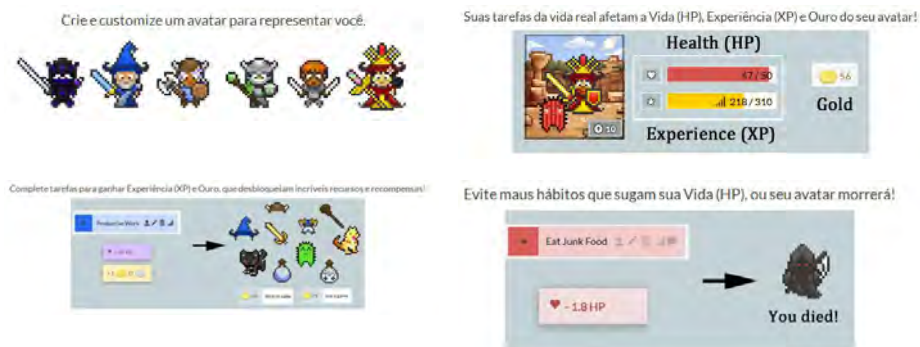 Crie e customize um avatar para representar você.
Suas tarefas da vida real afetam a Vida (HP), Experiência (XP) e Ouro do seu avatar!
Health (HP)
47/50
56
218/310
Gold
10
Experience (XP)
Complete tarefas para ganhar Experiência (XP) e Ouro, que desbloqueiam incríveis recursos e recompensas!
Productive Work
Evite maus hábitos que sugam sua Vida (HP), ou seu avatar morrerá!
Eat Junk Food
- 1.8 HP
You died!